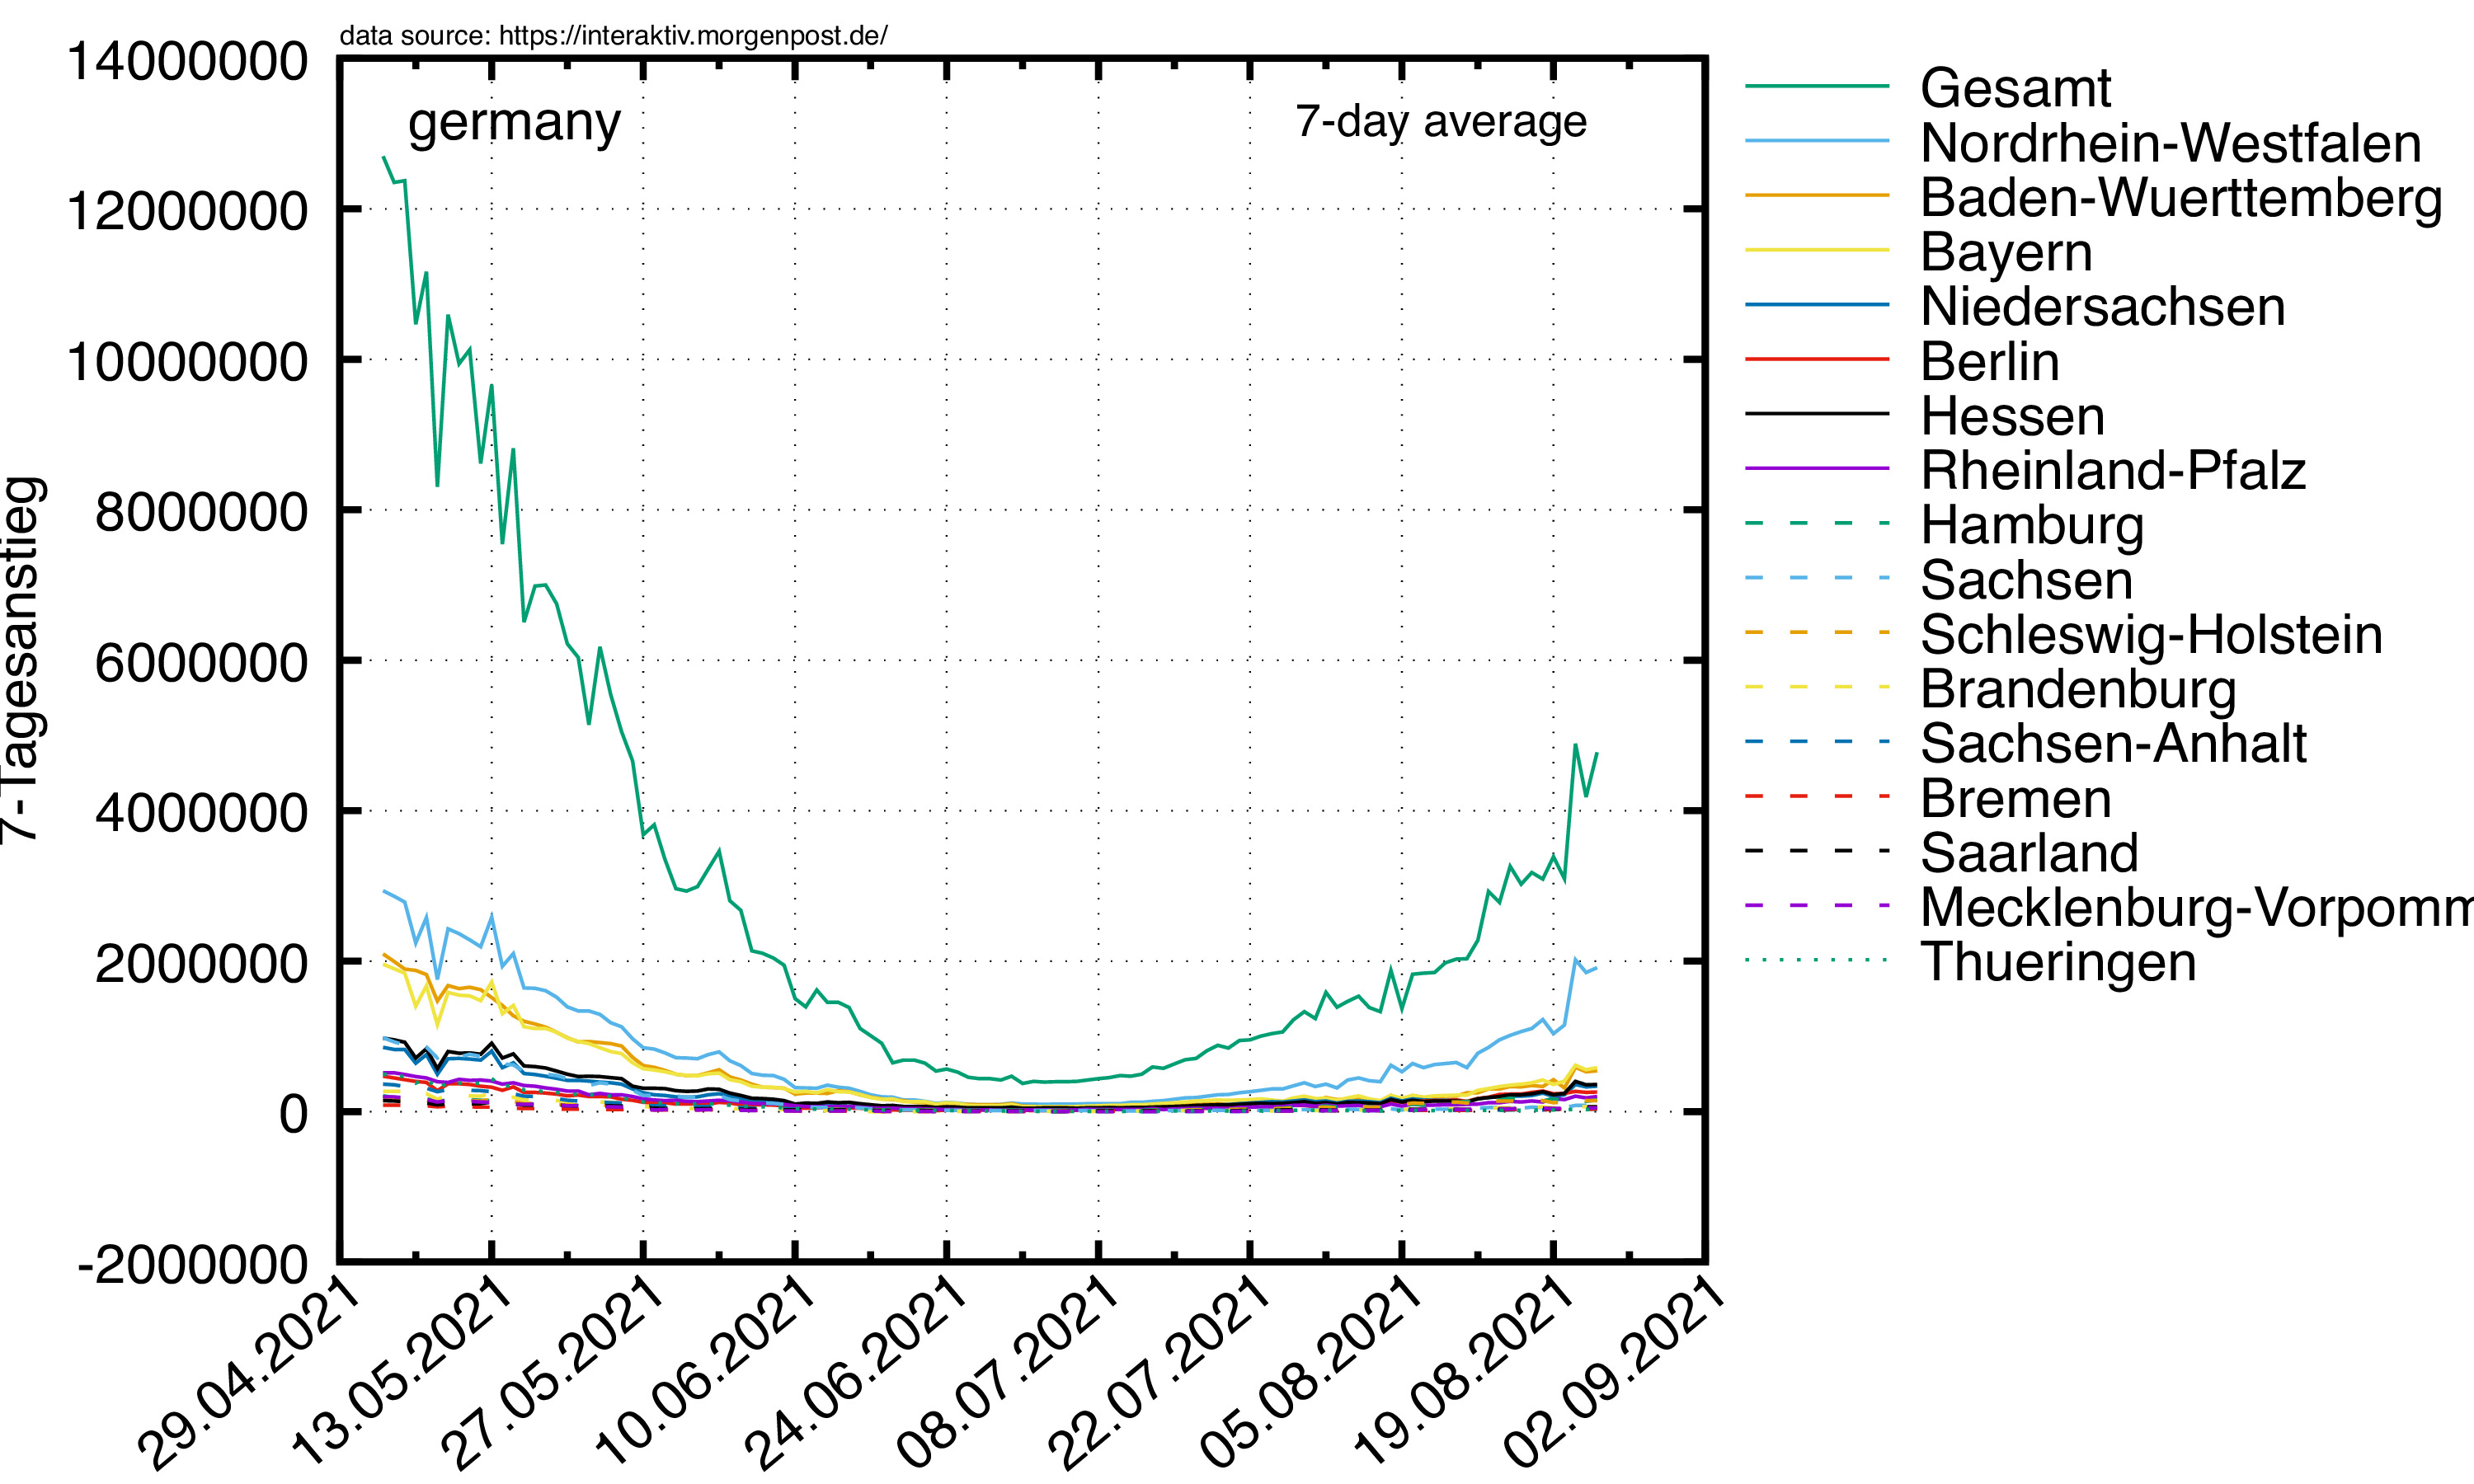 data source: https://interaktiv.morgenpost.de/
germany
7-day average
7-Tagesanstieg
14000000
12000000
10000000
8000000
6000000
4000000
2000000
0
-2000000
29.04.2021
13.05.2021
27.05.2021
10.06.2021
24.06.2021
08.07.2021
22.07.2021
05.08.2021
19.08.2021
02.09.2021
Gesamt
Nordrhein-Westfalen
Baden-Wuerttemberg
Bayern
Niedersachsen
Berlin
Hessen
Rheinland-Pfalz
Hamburg
Sachsen
Schleswig-Holstein
Brandenburg
Sachsen-Anhalt
Bremen
Saarland
Mecklenburg-Vorpomm
Thueringen